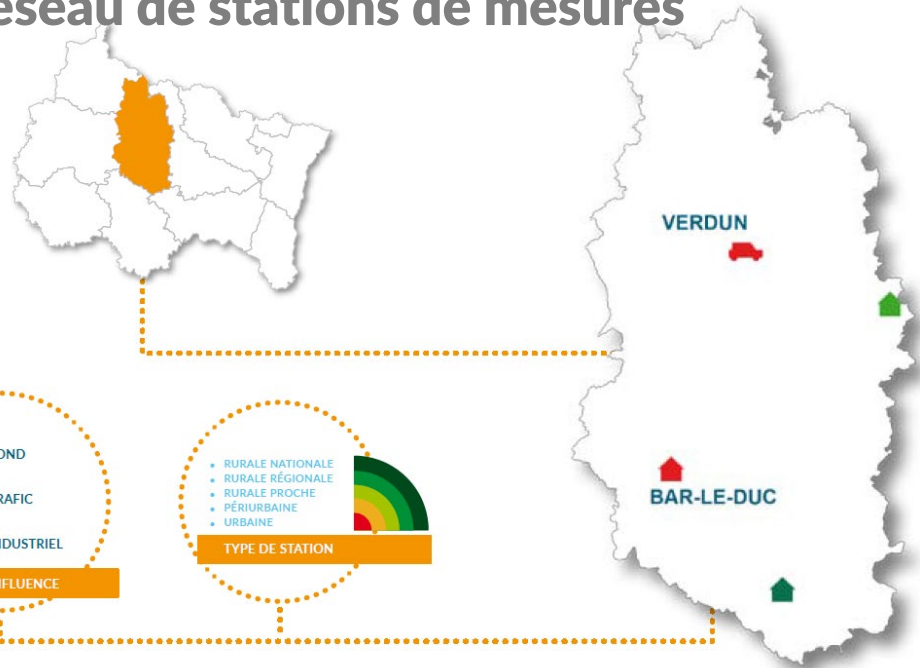 éseau de stations de mesures
VERDUN
BAR-LE-DUC
OND
RAFIC
NDUSTRIEL
NFLUENCE
• RURALE NATIONALE
• RURALE RÉGIONALE
• RURALE PROCHE
• PÉRIURBAINE
• URBAINE
TYPE DE STATION